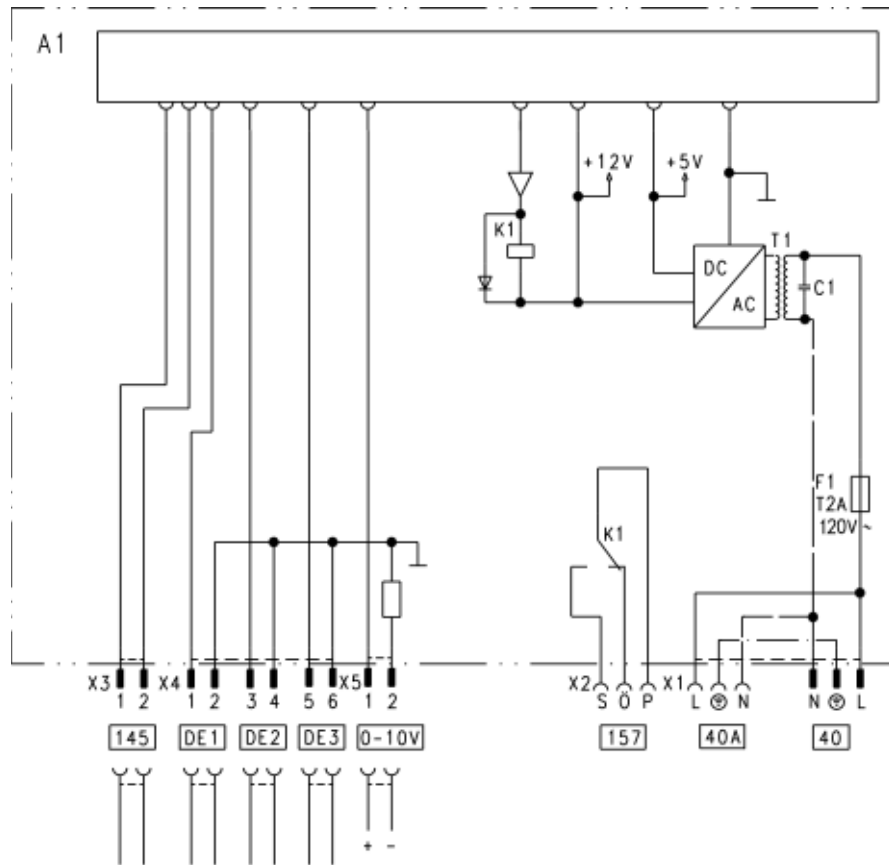 A1
+12V +5V
K1 T1
DC
AC C1
F1
T2A
120V~
K1
X3 X4 X5 X2 X1
1 2 1 2 3 4 5 6 1 2 S Ö P L N N L
145 DE1 DE2 DE3 0-10V 157 40A 40
+ -